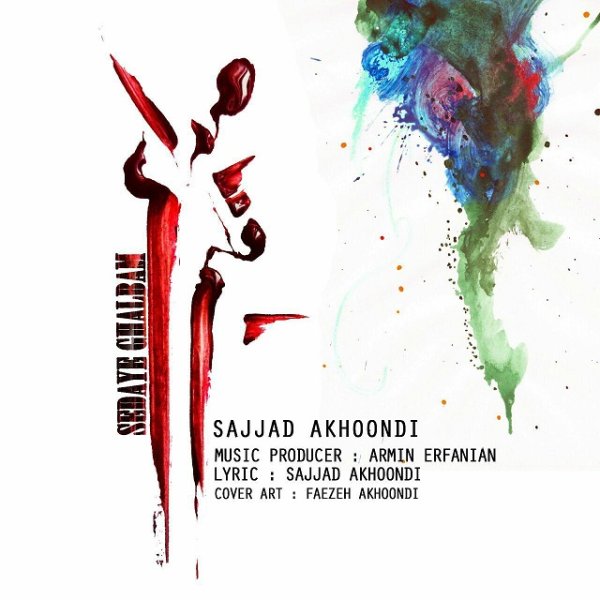 SEDAYE GHALBAM
SAJJAD AKHOONDI
MUSIC PRODUCER : ARMIN ERFANIAN
LYRIC : SAJJAD AKHOONDI
COVER ART : FAEZEH AKHOONDI